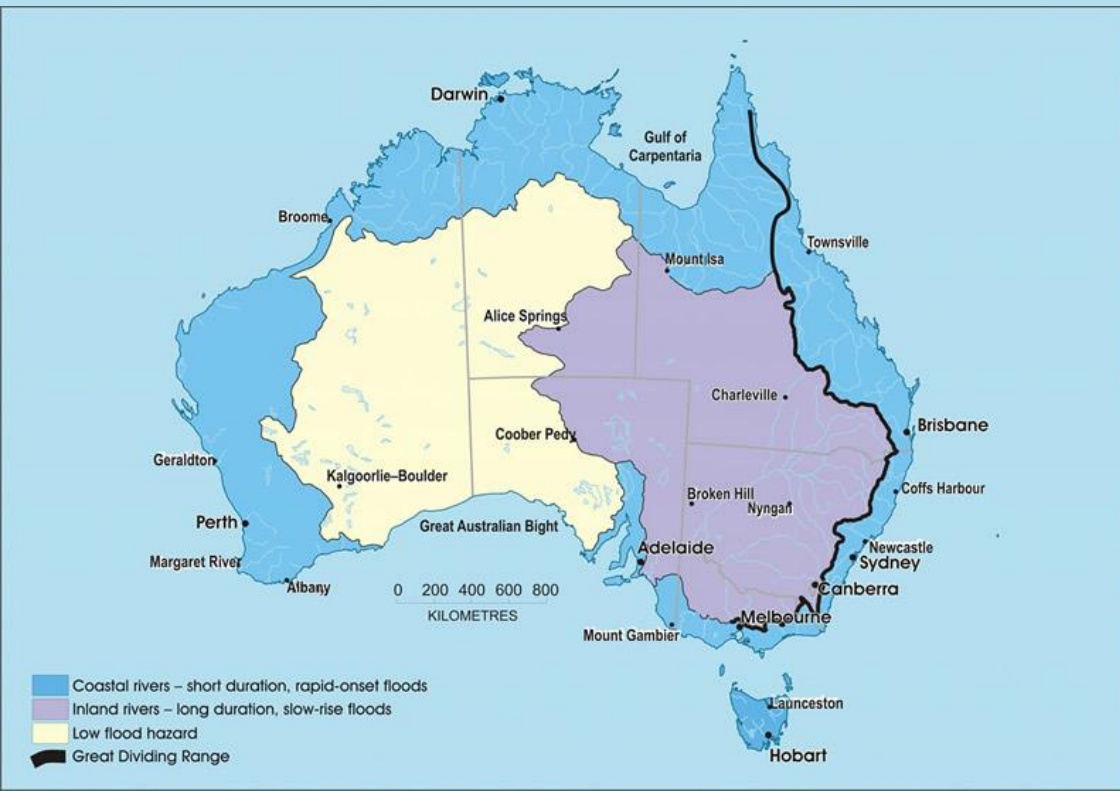 Darwin
Gulf of
Carpentaria
Broome
Townsville
Mount Isa
Alice Springs
Charleville
Coober Pedy
Brisbane
Geraldton
Kalgoorlie–Boulder
Broken Hill
Nyngan
Coffs Harbour
Perth
Great Australian Bight
Adelaide
Newcastle
Sydney
Margaret River
Albany
Canberra
0 200 400 600 800
KILOMETRES
Melbourne
Mount Gambier
Coastal rivers – short duration, rapid-onset floods
Inland rivers – long duration, slow-rise floods
Low flood hazard
Great Dividing Range
Launceston
Hobart